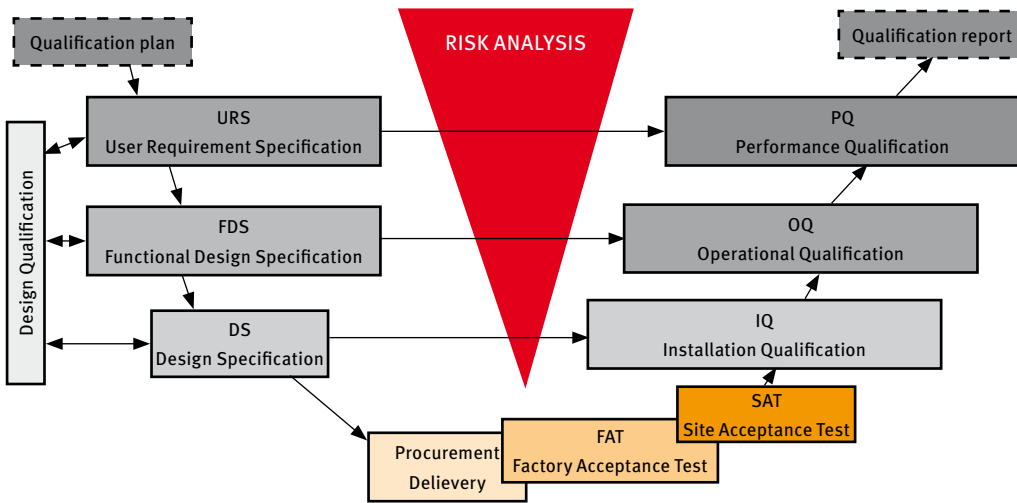 Qualification plan
RISK ANALYSIS
Qualification report
URS
User Requirement Specification
PQ
Performance Qualification
Design Qualification
FDS
Functional Design Specification
OQ
Operational Qualification
DS
Design Specification
IQ
Installation Qualification
SAT
Site Acceptance Test
FAT
Factory Acceptance Test
Procurement
Delievery